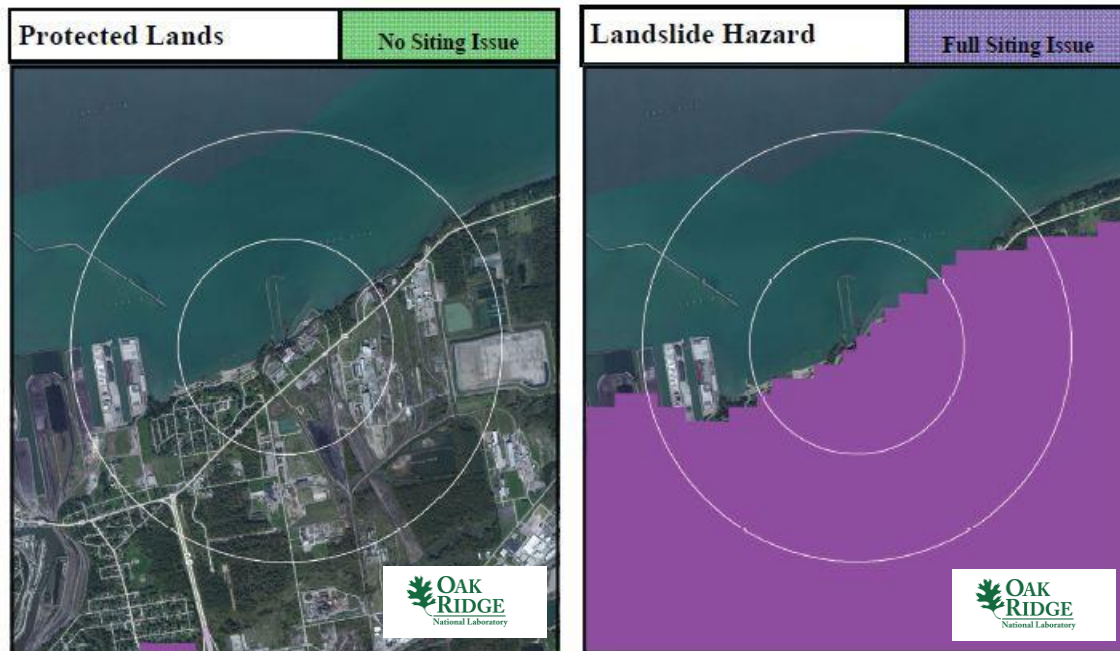 Protected Lands
No Siting Issue
Landslide Hazard
Full Siting Issue
OAK
RIDGE
National Laboratory
OAK
RIDGE
National Laboratory